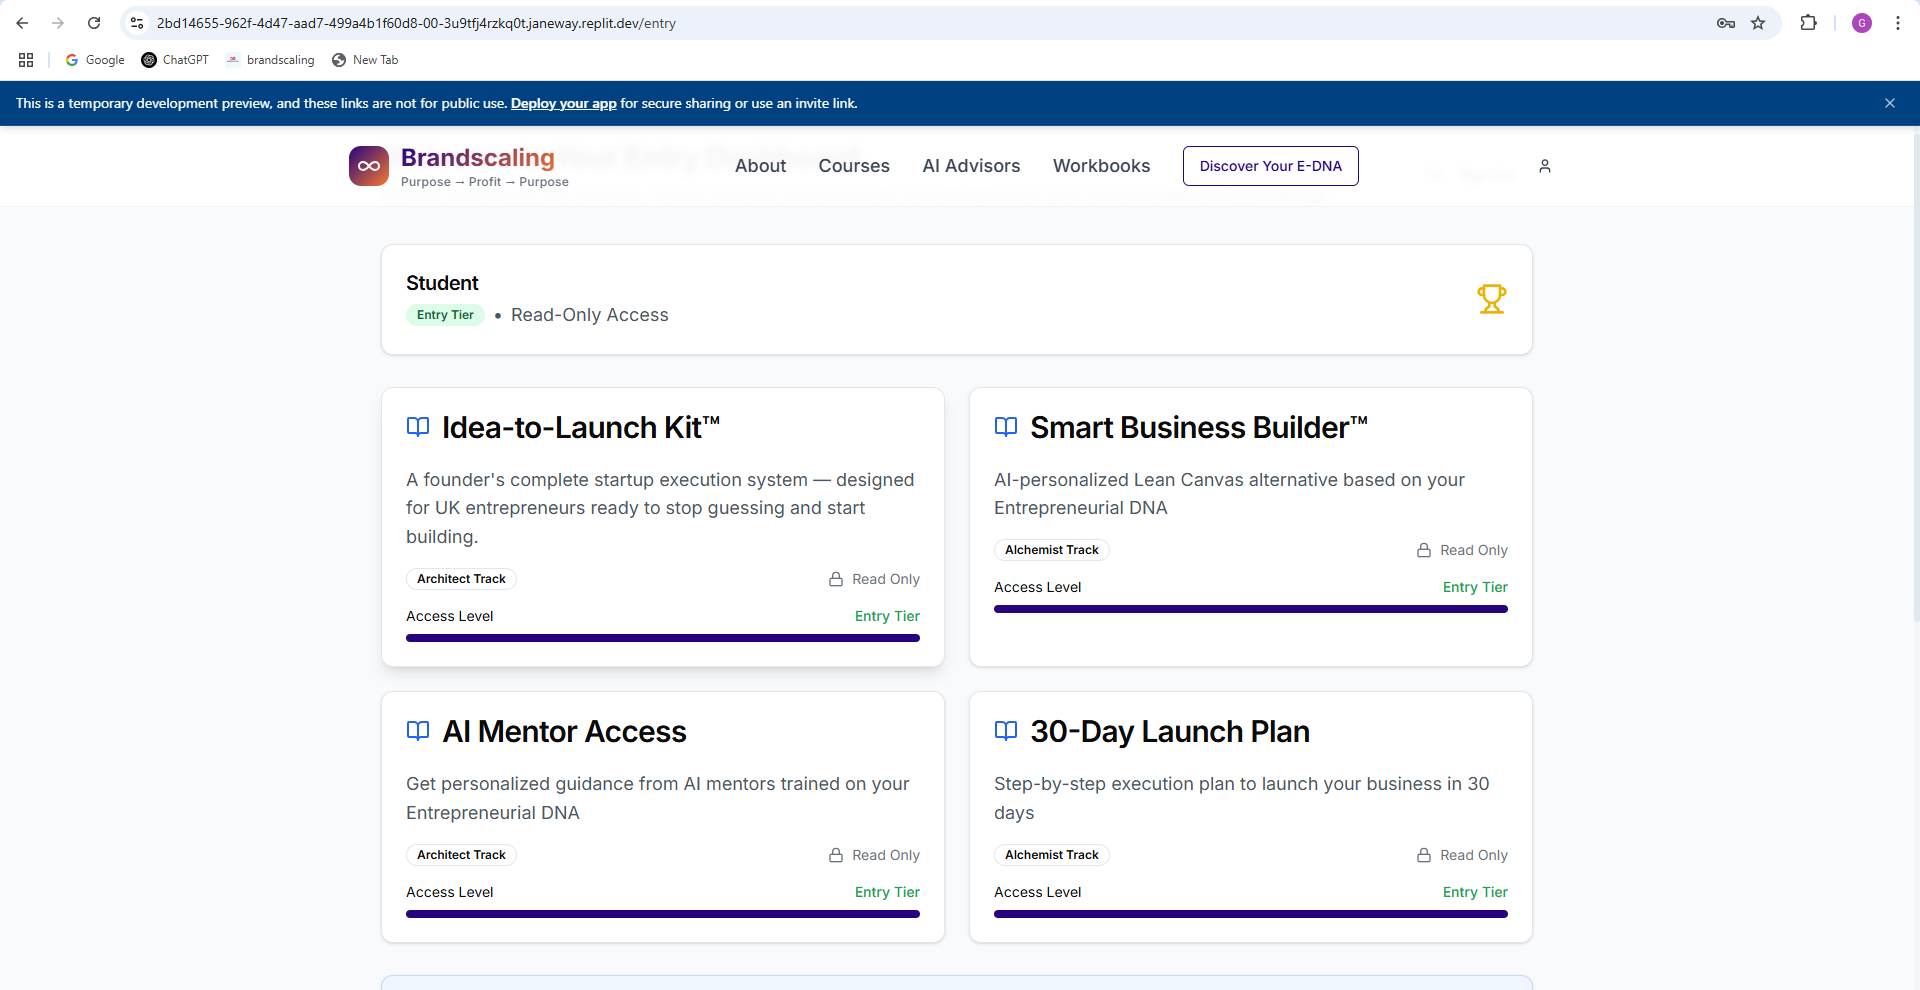 2bd14655-962f-4d47-aad7-499a4b1f60d8-00-3u9tfj4rzkq0t.janeway.replit.dev/entry
G
Google
ChatGPT
brandscaling
New Tab
This is a temporary development preview, and these links are not for public use. Deploy your app for secure sharing or use an invite link.
Brandscaling
Purpose → Profit → Purpose
About
Courses
AI Advisors
Workbooks
Discover Your E-DNA
Student
Entry Tier • Read-Only Access
Idea-to-Launch Kit™
A founder's complete startup execution system — designed
for UK entrepreneurs ready to stop guessing and start
building.
Architect Track
Read Only
Access Level
Entry Tier
Smart Business Builder™
AI-personalized Lean Canvas alternative based on your
Entrepreneurial DNA
Alchemist Track
Read Only
Access Level
Entry Tier
AI Mentor Access
Get personalized guidance from AI mentors trained on your
Entrepreneurial DNA
Architect Track
Read Only
Access Level
Entry Tier
30-Day Launch Plan
Step-by-step execution plan to launch your business in 30
days
Alchemist Track
Read Only
Access Level
Entry Tier